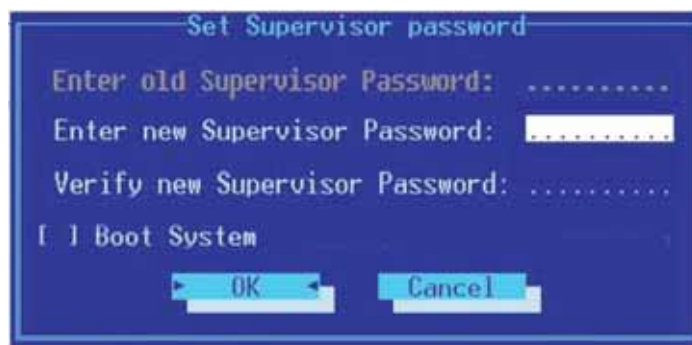 Set Supervisor password
Enter old Supervisor Password: ..........
Enter new Supervisor Password: ..........
Verify new Supervisor Password: ..........
[ ] Boot System
OK Cancel